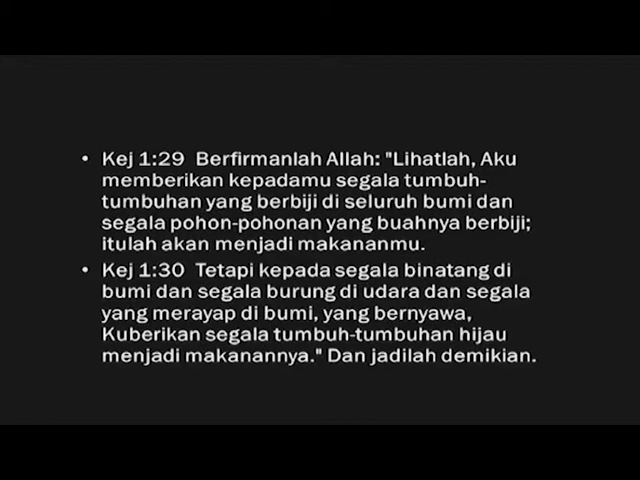 • Kej 1:29  Berfirmanlah Allah: "Lihatlah, Aku
memberikan kepadamu segala tumbuh-
tumbuhan yang berbiji di seluruh bumi dan
segala pohon-pohonan yang buahnya berbiji;
itulah akan menjadi makananmu.
• Kej 1:30  Tetapi kepada segala binatang di
bumi dan segala burung di udara dan segala
yang merayap di bumi, yang bernyawa,
Kuberikan segala tumbuh-tumbuhan hijau
menjadi makanannya." Dan jadilah demikian.